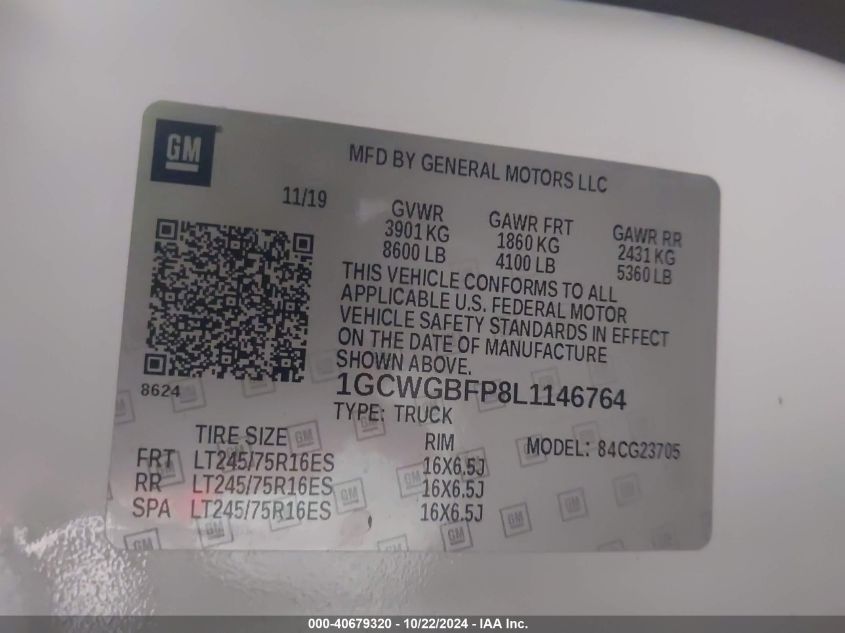 GM
MFD BY GENERAL MOTORS LLC
11/19
GVWR GAWR FRT GAWR RR
3901 KG 1860 KG 2431 KG
8600 LB 4100 LB 5360 LB
THIS VEHICLE CONFORMS TO ALL
APPLICABLE U.S. FEDERAL MOTOR
VEHICLE SAFETY STANDARDS IN EFFECT
ON THE DATE OF MANUFACTURE
SHOWN ABOVE.
8624
1GCWGBFP8L1146764
TYPE: TRUCK
TIRE SIZE RIM MODEL: 84CG23705
FRT LT245/75R16ES 16X6.5J
RR LT245/75R16ES 16X6.5J
SPA LT245/75R16ES 16X6.5J
000-40679320 - 10/22/2024 - IAA Inc.